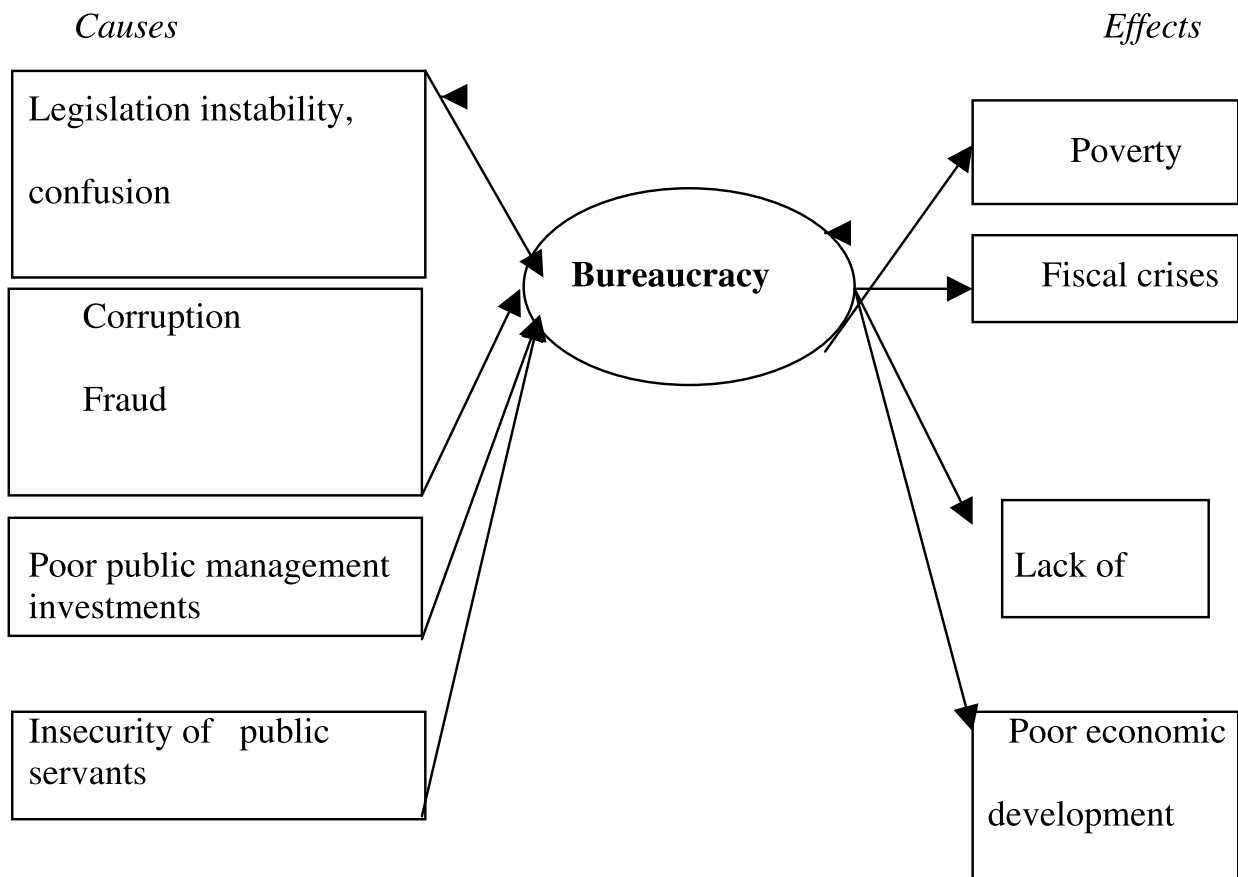 Causes
Effects
Legislation instability,
confusion
Corruption
Fraud
Poor public management
investments
Insecurity of public
servants
Bureaucracy
Poverty
Fiscal crises
Lack of
Poor economic
development